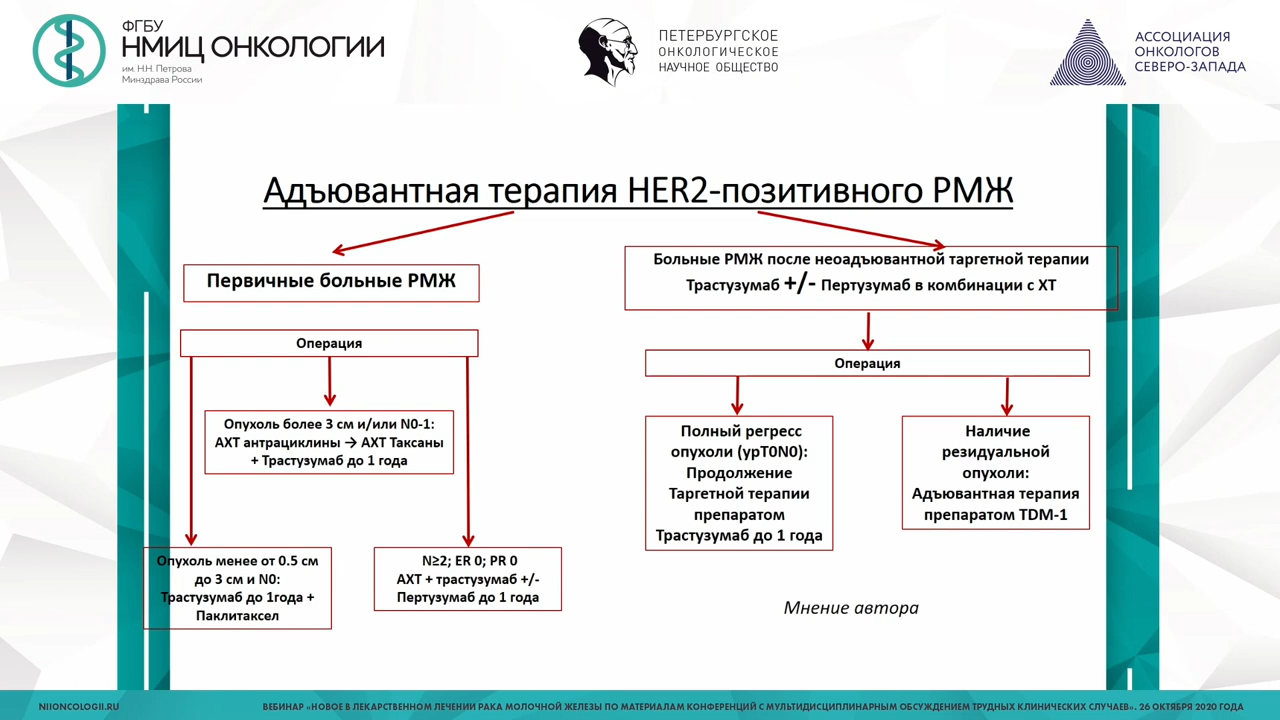 ФГБУ
НМИЦ ОНКОЛОГИИ
им. Н.Н. Петрова
Минздрава России
ПЕТЕРБУРГСКОЕ
ОНКОЛОГИЧЕСКОЕ
НАУЧНОЕ ОБЩЕСТВО
АССОЦИАЦИЯ
ОНКОЛОГОВ
СЕВЕРО-ЗАПАДА
Адъювантная терапия HER2-позитивного РМЖ
Первичные больные РМЖ
Операция
Опухоль более 3 см и/или N0-1:
АХТ антрациклины → АХТ Таксаны
+ Трастузумаб до 1 года
Опухоль менее от 0.5 см
до 3 см и N0:
Трастузумаб до 1года +
Паклитаксел
N≥2; ER 0; PR 0
АХТ + трастузумаб +/-
Пертузумаб до 1 года
Больные РМЖ после неоадъювантной таргетной терапии
Трастузумаб +/- Пертузумаб в комбинации с ХТ
Операция
Полный регресс
опухоли (ypT0N0):
Продолжение
Таргетной терапии
препаратом
Трастузумаб до 1 года
Наличие
резидуальной
опухоли:
Адъювантная терапия
препаратом TDM-1
Мнение автора
NIIONCOLOGII.RU
ВЕБИНАР «НОВОЕ В ЛЕКАРСТВЕННОМ ЛЕЧЕНИИ РАКА МОЛОЧНОЙ ЖЕЛЕЗЫ ПО МАТЕРИАЛАМ КОНФЕРЕНЦИЙ С МУЛЬТИДИСЦИПЛИНАРНЫМ ОБСУЖДЕНИЕМ ТРУДНЫХ КЛИНИЧЕСКИХ СЛУЧАЕВ». 26 ОКТЯБРЯ 2020 ГОДА